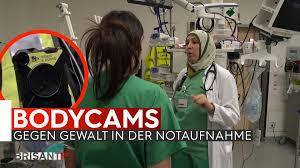 BODYCAMS
GEGEN GEWALT IN DER NOTAUFNAHME
BRISANT